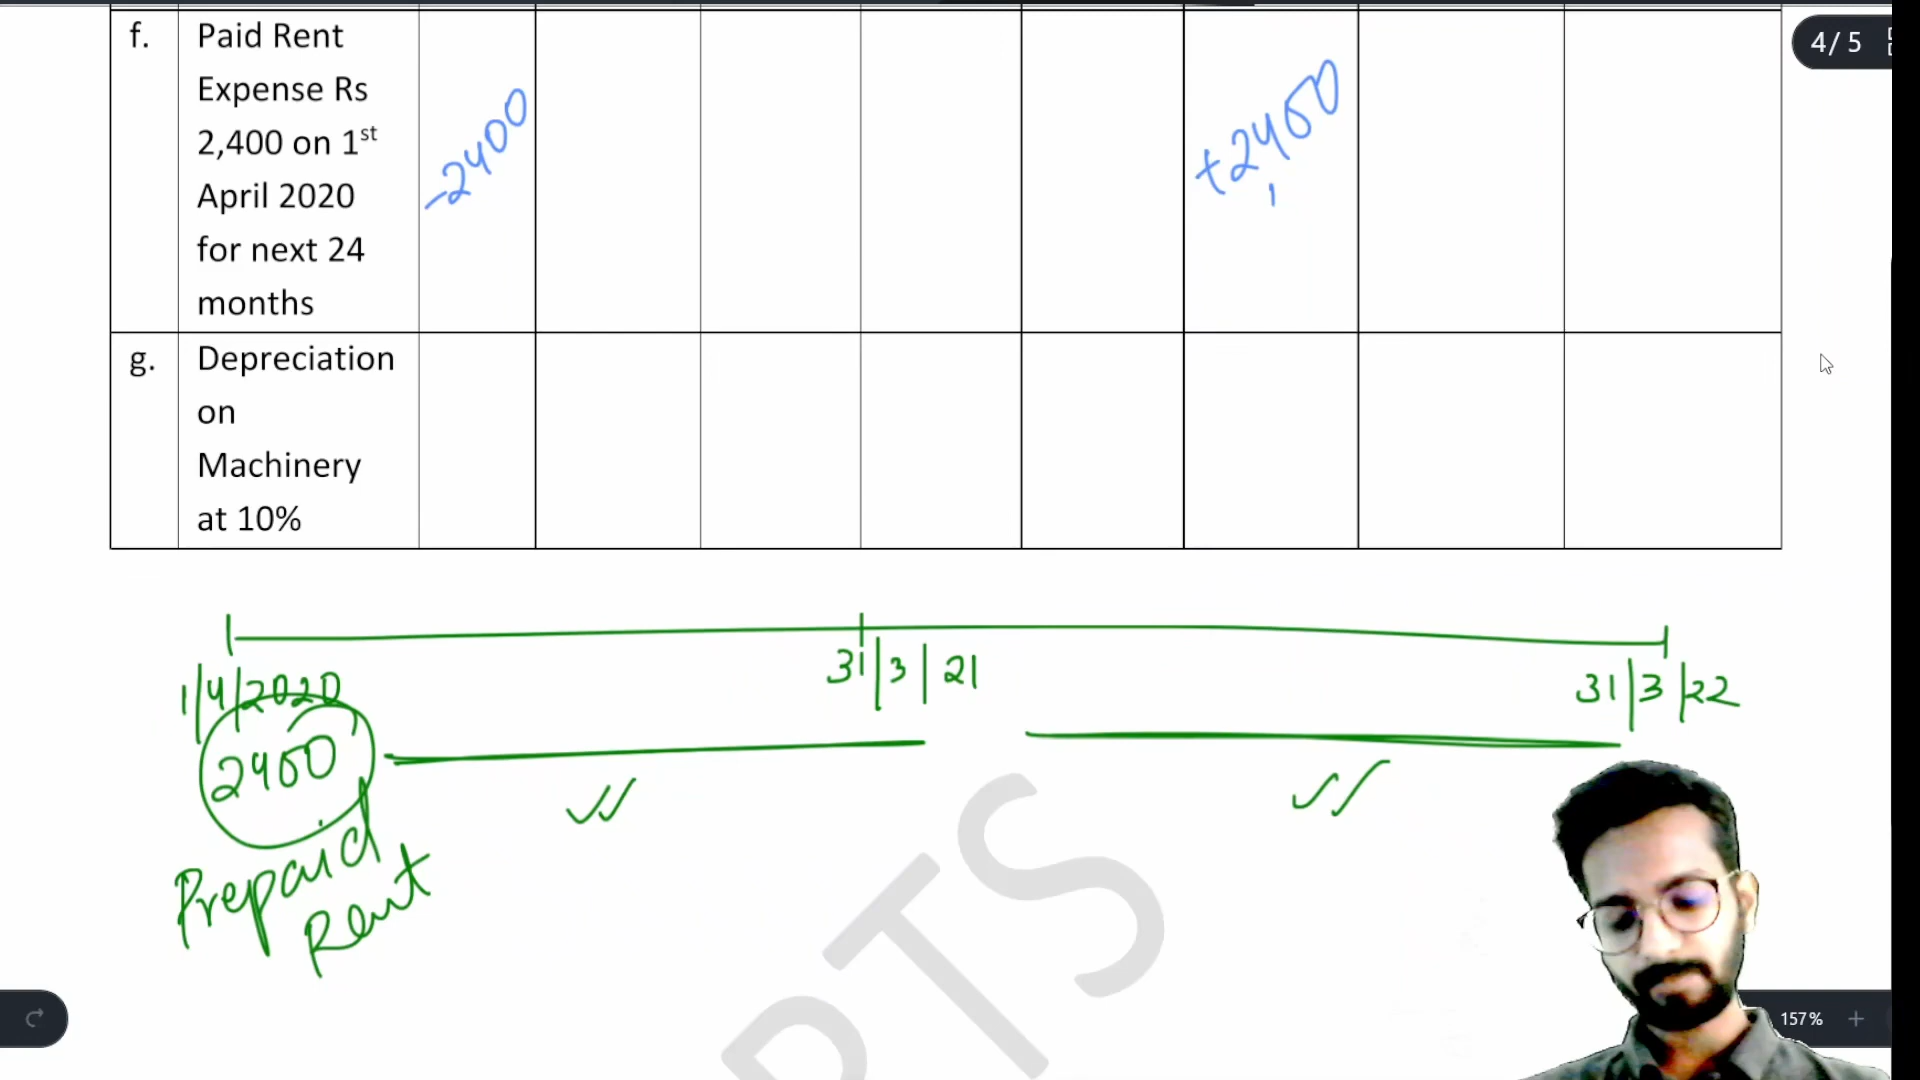 f.
Paid Rent
Expense Rs
2,400 on 1st
April 2020
for next 24
months
-2400
+2400
4/5
g.
Depreciation
on
Machinery
at 10%
1/4/2020
31/3/21
31/3/22
2400
Prepaid
Rent
PTS
157%